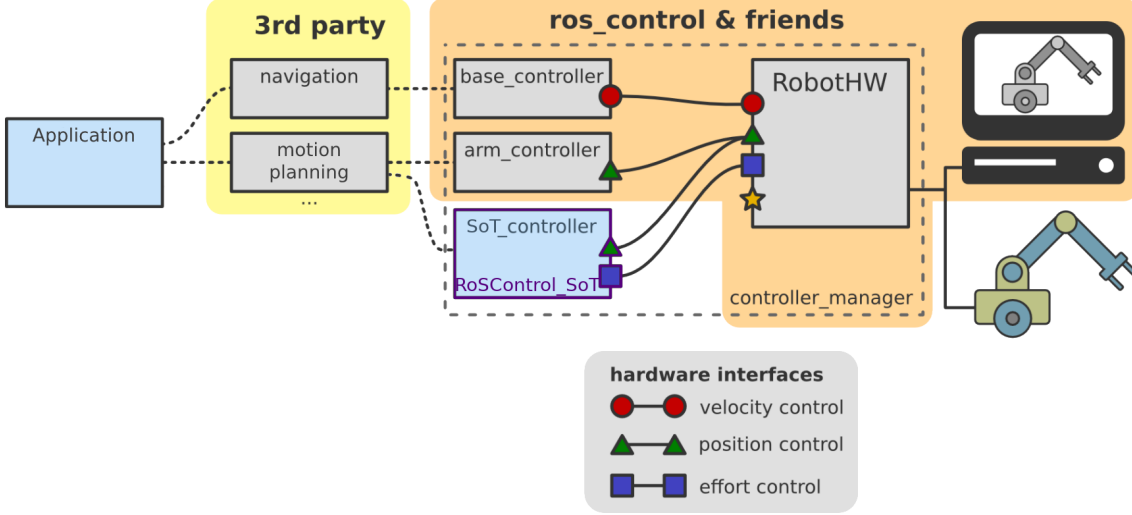 3rd party
ros_control & friends
Application
navigation
motion
planning
...
base_controller
arm_controller
SoT_controller
RoSControl_SoT
RobotHW
controller_manager
hardware interfaces
velocity control
position control
effort control